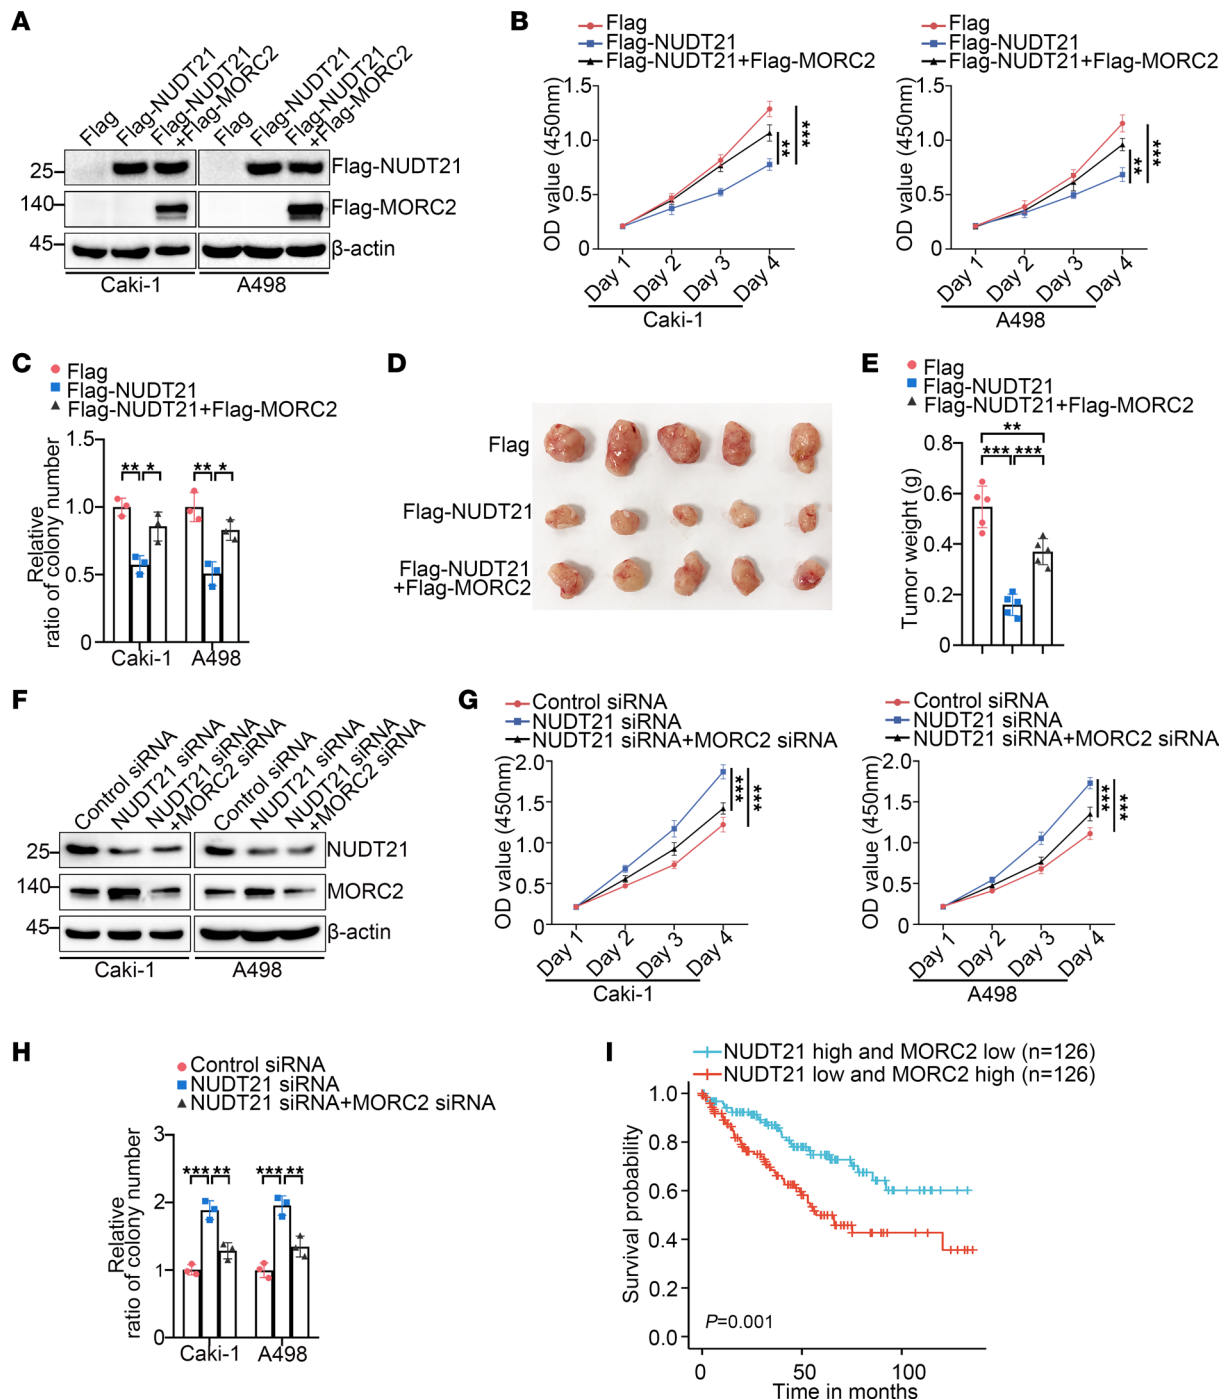 A
Flag
Flag-NUDT21
Flag-NUDT21
+Flag-MORC2
Flag
Flag-NUDT21
Flag-NUDT21
+Flag-MORC2
25
Flag-NUDT21
140
Flag-MORC2
45
β-actin
Caki-1
A498
B
Flag
Flag-NUDT21
Flag-NUDT21+Flag-MORC2
OD value (450nm)
1.5
1.0
0.5
0
**
***
Day 1
Day 2
Day 3
Day 4
Caki-1
Flag
Flag-NUDT21
Flag-NUDT21+Flag-MORC2
OD value (450nm)
1.5
1.0
0.5
0
**
***
Day 1
Day 2
Day 3
Day 4
A498
C
Flag
Flag-NUDT21
Flag-NUDT21+Flag-MORC2
Relative
ratio of colony number
1.5
1.0
0.5
0
** *
** *
Caki-1
A498
D
Flag
Flag-NUDT21
Flag-NUDT21
+Flag-MORC2
E
Flag
Flag-NUDT21
Flag-NUDT21+Flag-MORC2
Tumor weight (g)
0.8
0.6
0.4
0.2
0
**
*** ***
F
Control siRNA
NUDT21 siRNA
NUDT21 siRNA
+MORC2 siRNA
Control siRNA
NUDT21 siRNA
NUDT21 siRNA
+MORC2 siRNA
25
NUDT21
140
MORC2
45
β-actin
Caki-1
A498
G
Control siRNA
NUDT21 siRNA
NUDT21 siRNA+MORC2 siRNA
OD value (450nm)
2.0
1.5
1.0
0.5
0
***
***
Day 1
Day 2
Day 3
Day 4
Caki-1
Control siRNA
NUDT21 siRNA
NUDT21 siRNA+MORC2 siRNA
OD value (450nm)
2.0
1.5
1.0
0.5
0
***
***
Day 1
Day 2
Day 3
Day 4
A498
H
Control siRNA
NUDT21 siRNA
NUDT21 siRNA+MORC2 siRNA
Relative
ratio of colony number
3
2
1
0
*** **
*** **
Caki-1
A498
I
NUDT21 high and MORC2 low (n=126)
NUDT21 low and MORC2 high (n=126)
Survival probability
1.0
0.8
0.6
0.4
0.2
0.0
P=0.001
0
50
100
Time in months